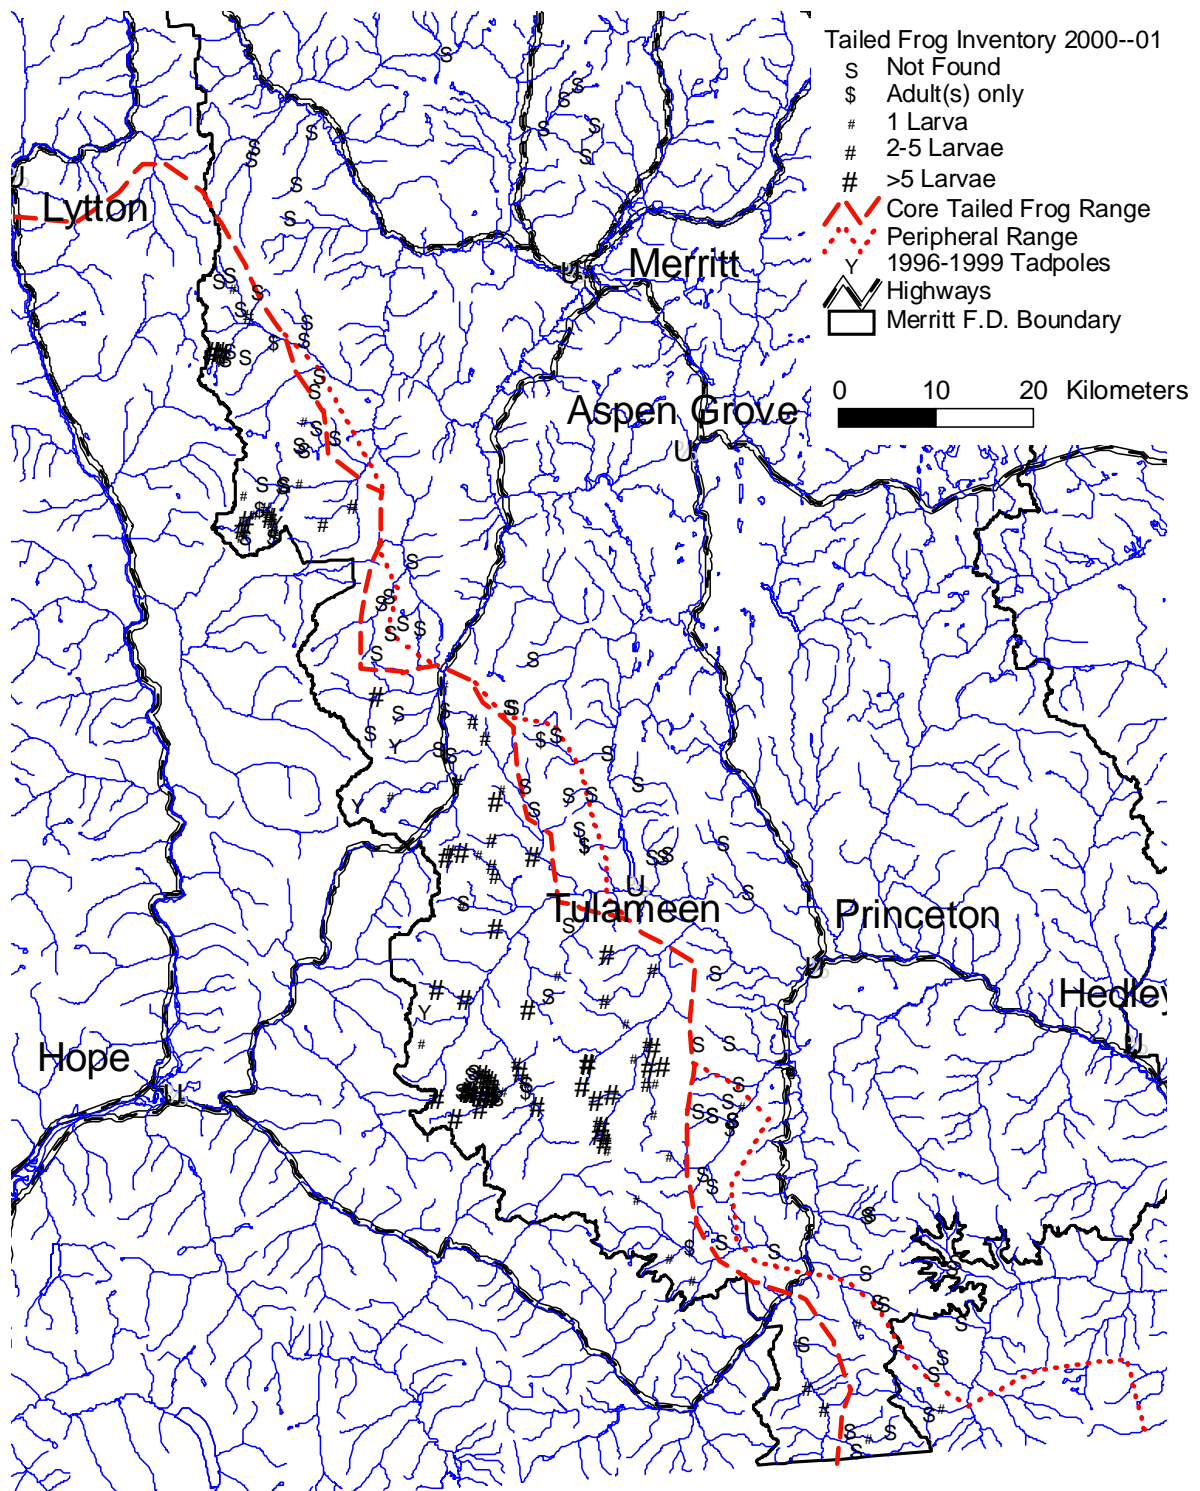 Tailed Frog Inventory 2000--01
S Not Found
$ Adult(s) only
# 1 Larva
# 2-5 Larvae
# >5 Larvae
Core Tailed Frog Range
Peripheral Range
Y 1996-1999 Tadpoles
Highways
Merritt F.D. Boundary
0 10 20 Kilometers
Lytton
Merritt
Aspen Grove
Tulameen
Princeton
Hedley
Hope